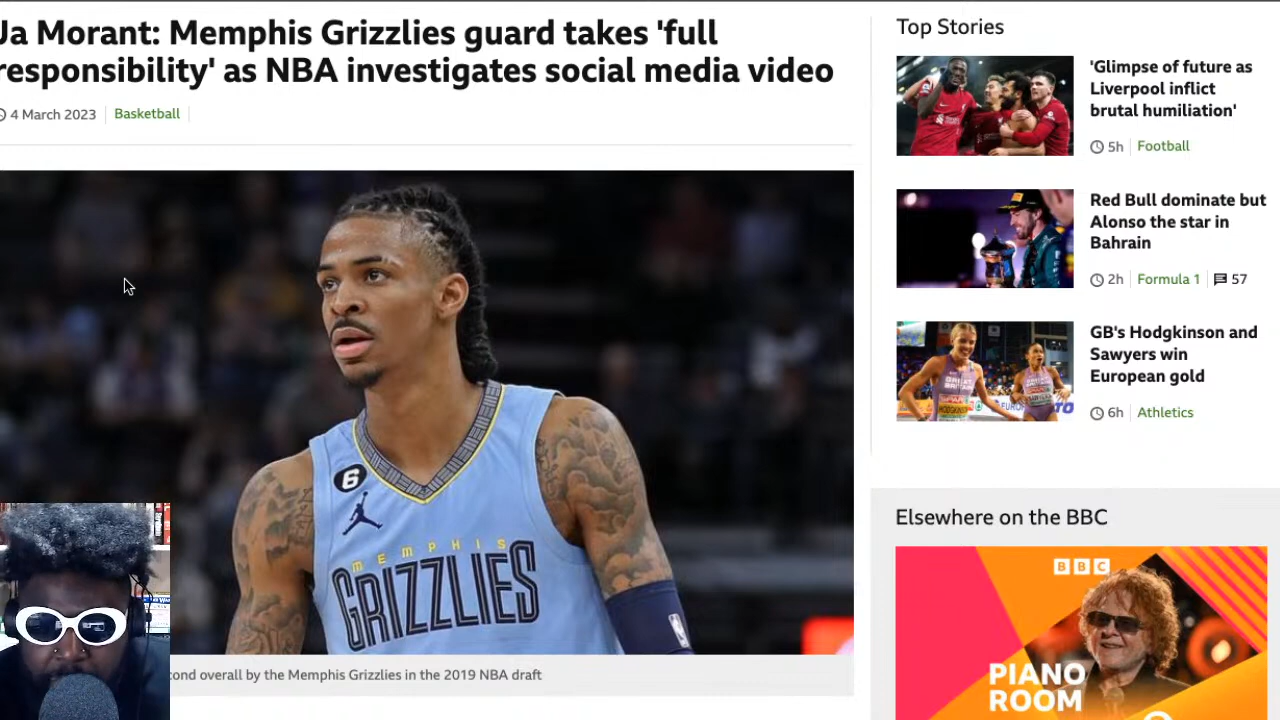 Ja Morant: Memphis Grizzlies guard takes 'full
responsibility' as NBA investigates social media video
4 March 2023
Basketball
6
MEMPHIS
GRIZZLIES
ond overall by the Memphis Grizzlies in the 2019 NBA draft
Top Stories
'Glimpse of future as
Liverpool inflict
brutal humiliation'
5h
Football
Red Bull dominate but
Alonso the star in
Bahrain
2h
Formula 1
57
GB's Hodgkinson and
Sawyers win
European gold
6h
Athletics
Elsewhere on the BBC
BBC
PIANO
ROOM